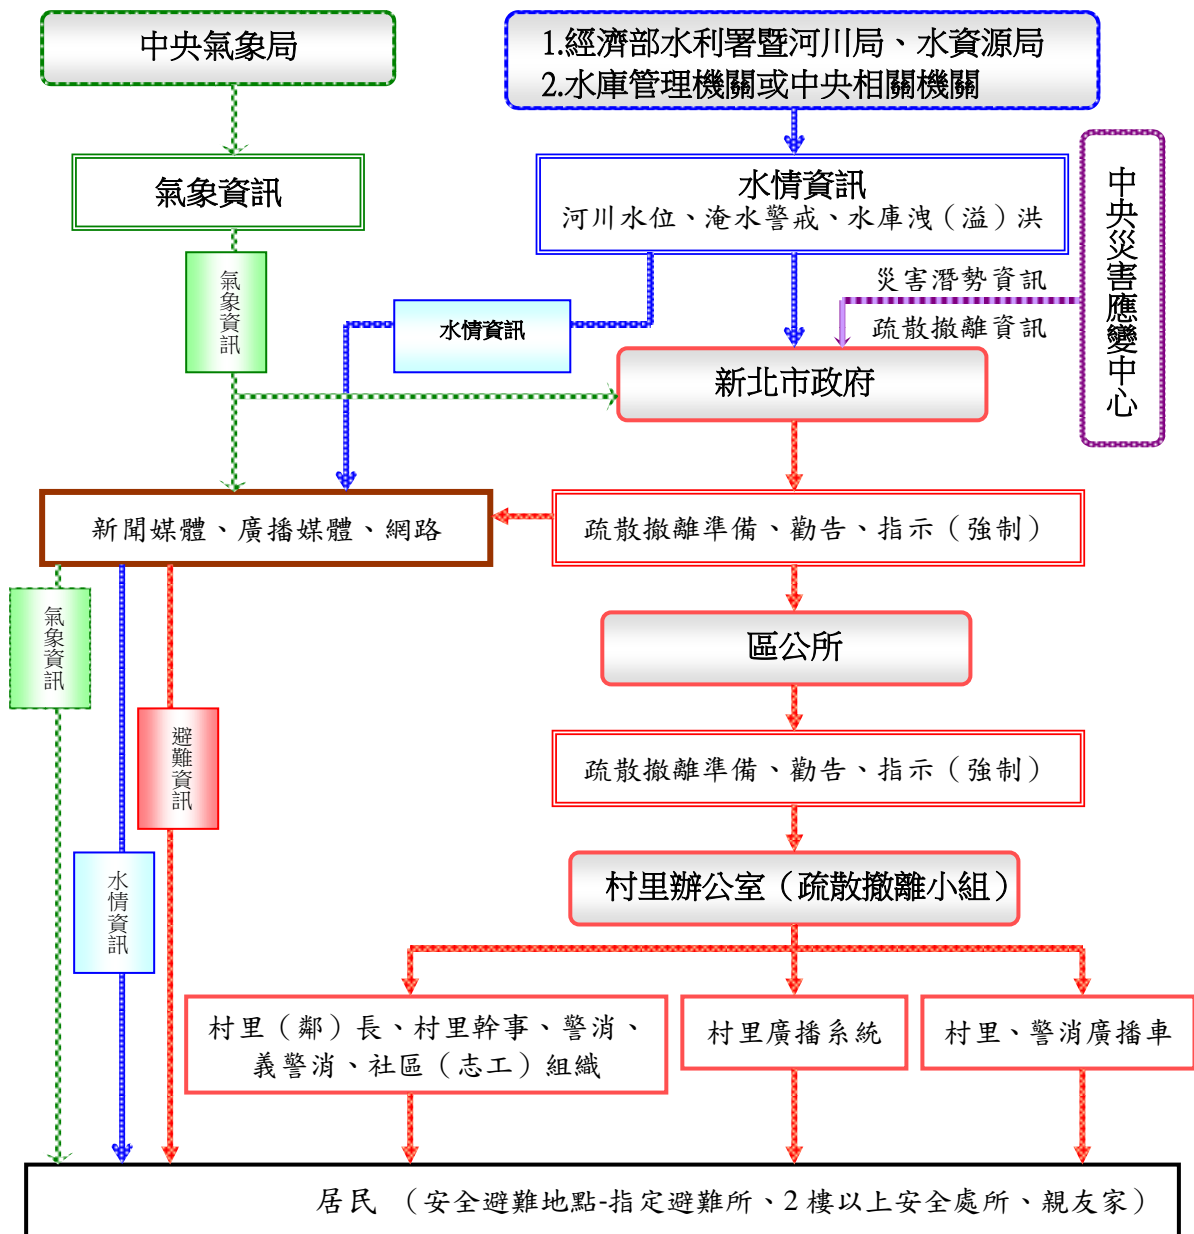 中央氣象局
1.經濟部水利署暨河川局、水資源局
2.水庫管理機關或中央相關機關
中央災害應變中心
氣象資訊
水情資訊
河川水位、淹水警戒、水庫洩（溢）洪
氣象資訊
災害潛勢資訊
疏散撤離資訊
水情資訊
新北市政府
新聞媒體、廣播媒體、網路
疏散撤離準備、勸告、指示（強制）
氣象資訊
區公所
避難資訊
疏散撤離準備、勸告、指示（強制）
水情資訊
村里辦公室（疏散撤離小組）
村里（鄰）長、村里幹事、警消、
義警消、社區（志工）組織
村里廣播系統
村里、警消廣播車
居民 （安全避難地點-指定避難所、2 樓以上安全處所、親友家）